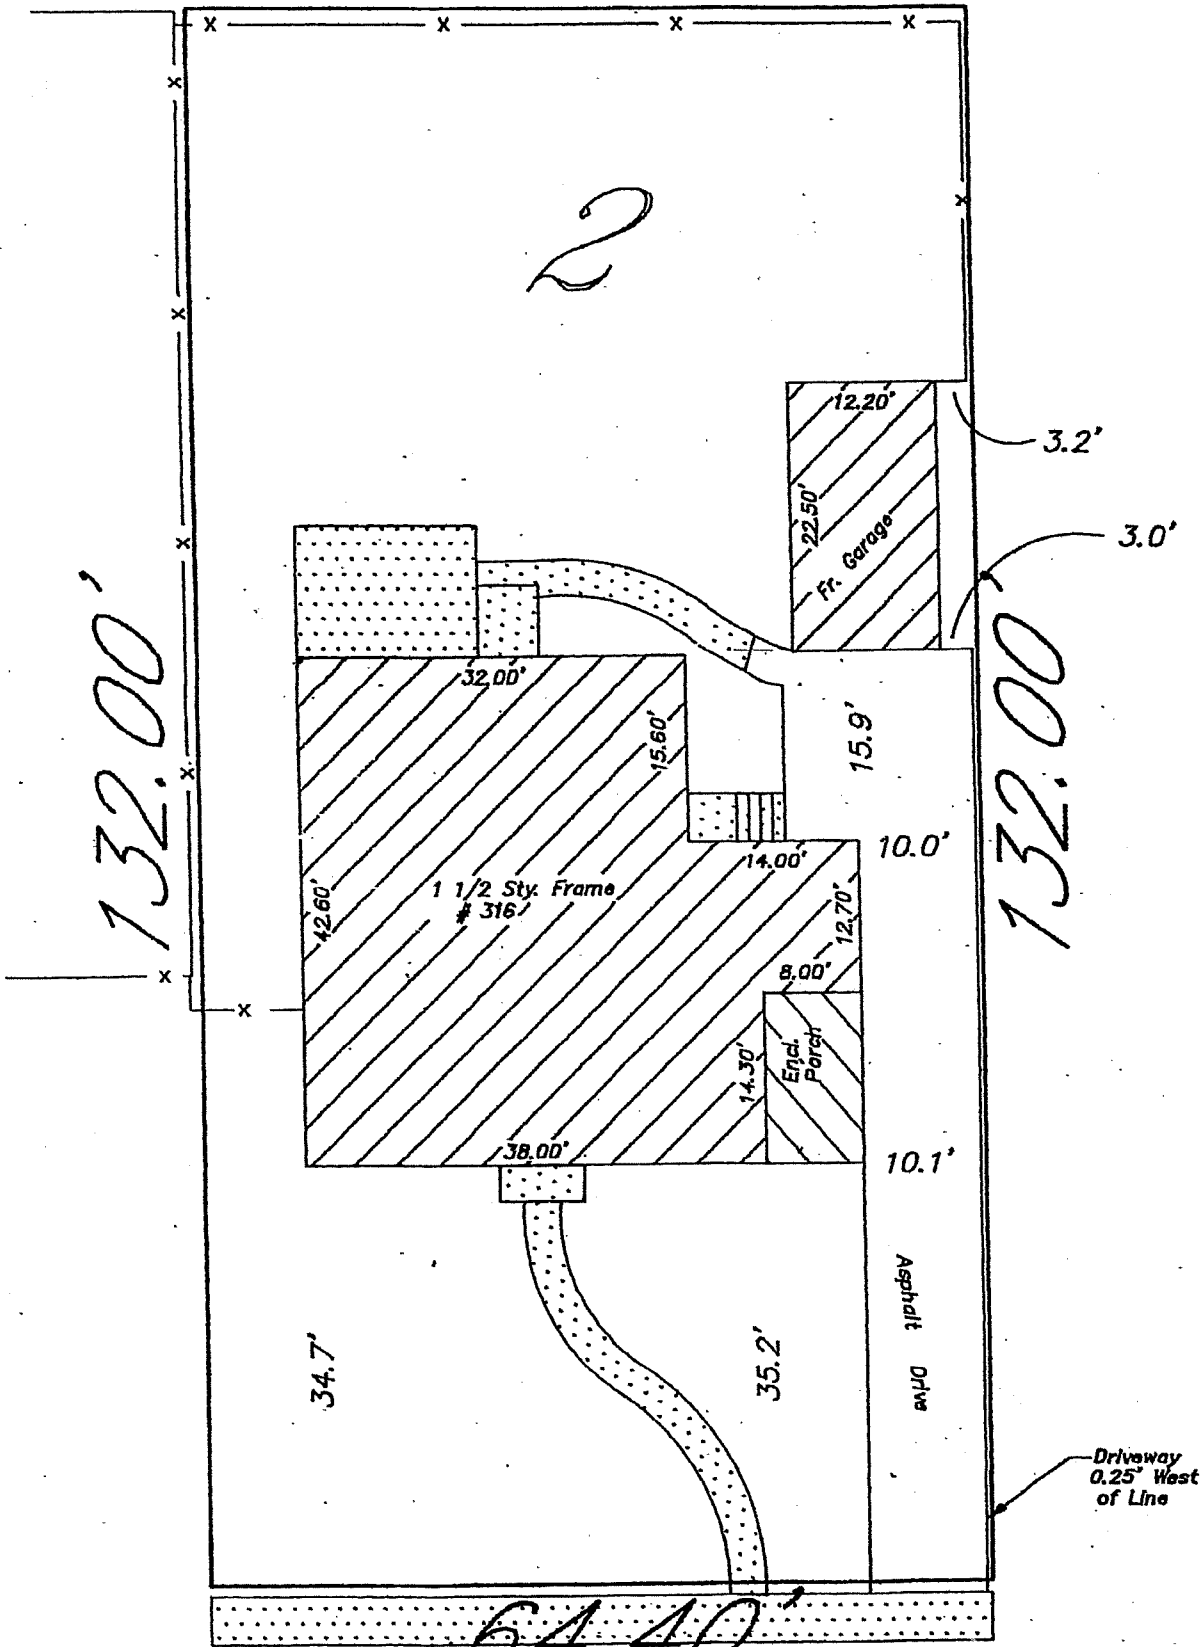 2
12.20'
3.2'
22.50'
Fr. Garage
3.0'
132.00'
132.00'
32.00'
15.60'
15.9'
10.0'
14.00'
1 1/2 Sty. Frame
# 316
42.60'
12.70'
8.00'
Encl.
Porch
14.30'
38.00'
10.1'
Asphalt Drive
34.7'
35.2'
Driveway
0.25' West
of Line
64.40'